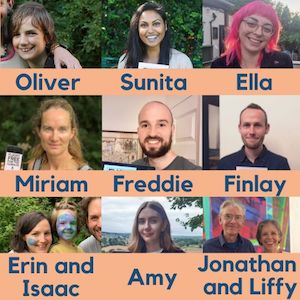 Oliver Sunita Ella
Miriam Freddie Finlay
Erin and Isaac
Amy
Jonathan and Liffy